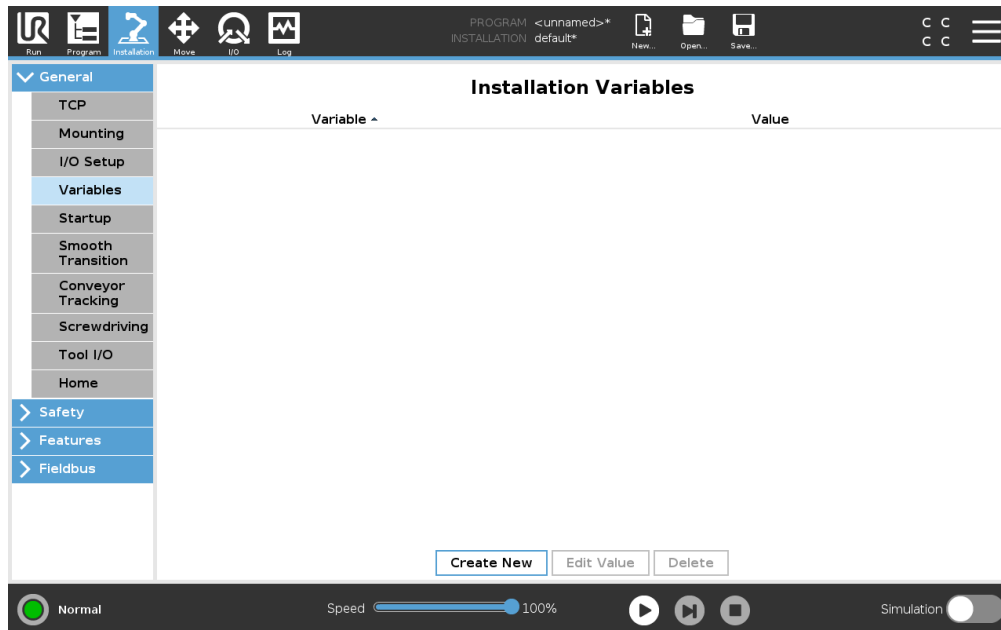 UR
Run
Program
Installation
Move
I/O
Log
PROGRAM <unnamed>*
INSTALLATION default*
New...
Open...
Save...
C C
C C
General
TCP
Mounting
I/O Setup
Variables
Startup
Smooth
Transition
Conveyor
Tracking
Screwdriving
Tool I/O
Home
Safety
Features
Fieldbus
Installation Variables
Variable Value
Create New Edit Value Delete
Normal
Speed 100%
Simulation